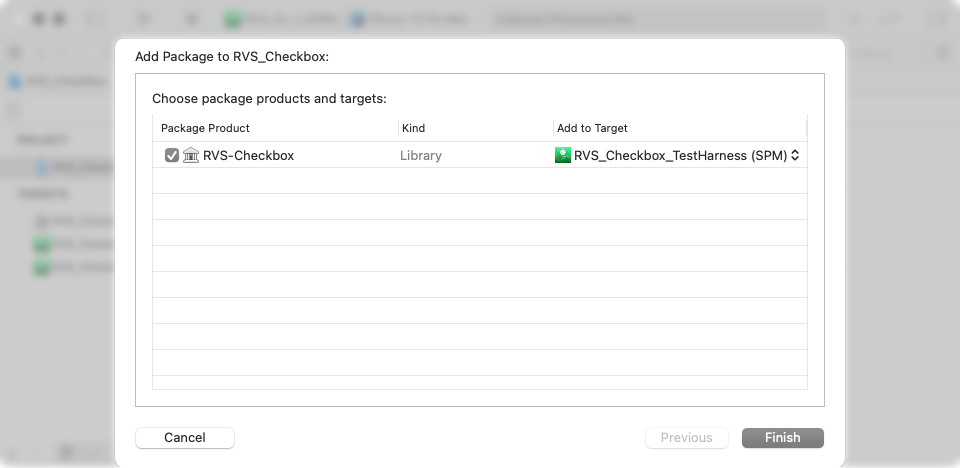 Add Package to RVS_Checkbox:
Choose package products and targets:
Package Product Kind Add to Target
RVS-Checkbox Library RVS_Checkbox_TestHarness (SPM)
Cancel Previous Finish